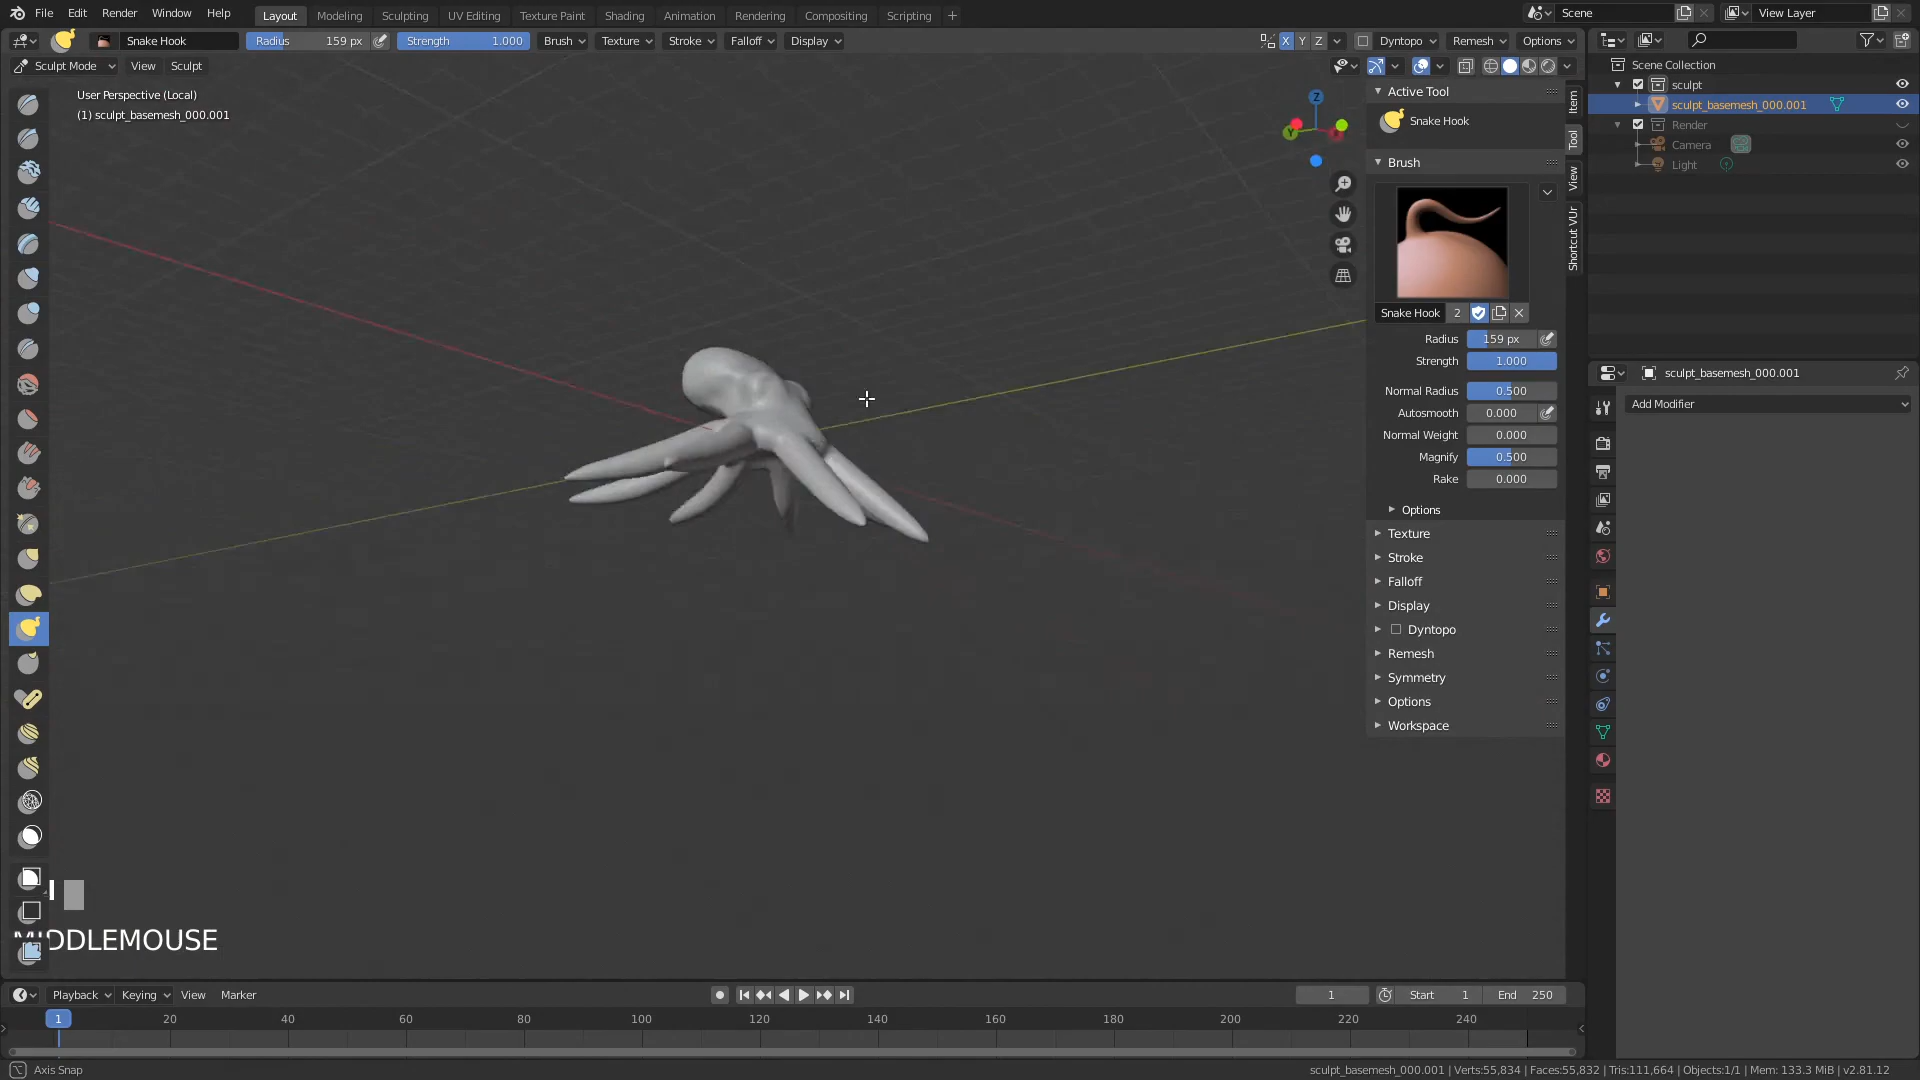 File Edit Render Window Help
Layout Modeling Sculpting UV Editing Texture Paint Shading Animation Rendering Compositing Scripting +
Scene
View Layer
Snake Hook
Radius 159 px
Strength 1.000
Brush Texture Stroke Falloff Display
X Y Z
Dyntopo Remesh Options
Sculpt Mode View Sculpt
User Perspective (Local)
(1) sculpt_basemesh_000.001
Z
Y
Active Tool
Snake Hook
Brush
Snake Hook 2
Radius 159 px
Strength 1.000
Normal Radius 0.500
Autosmooth 0.000
Normal Weight 0.000
Magnify 0.500
Rake 0.000
Options
Texture
Stroke
Falloff
Display
Dyntopo
Remesh
Symmetry
Options
Workspace
Item
Tool
View
Shortcut VUr
Scene Collection
sculpt
sculpt_basemesh_000.001
Render
Camera
Light
sculpt_basemesh_000.001
Add Modifier
MIDDLEMOUSE
Playback Keying View Marker
1
Start 1
End 250
1 20 40 60 80 100 120 140 160 180 200 220 240
Axis Snap
sculpt_basemesh_000.001 | Verts:55,834 | Faces:55,832 | Tris:111,664 | Objects:1/1 | Mem: 133.3 MiB | v2.81.12